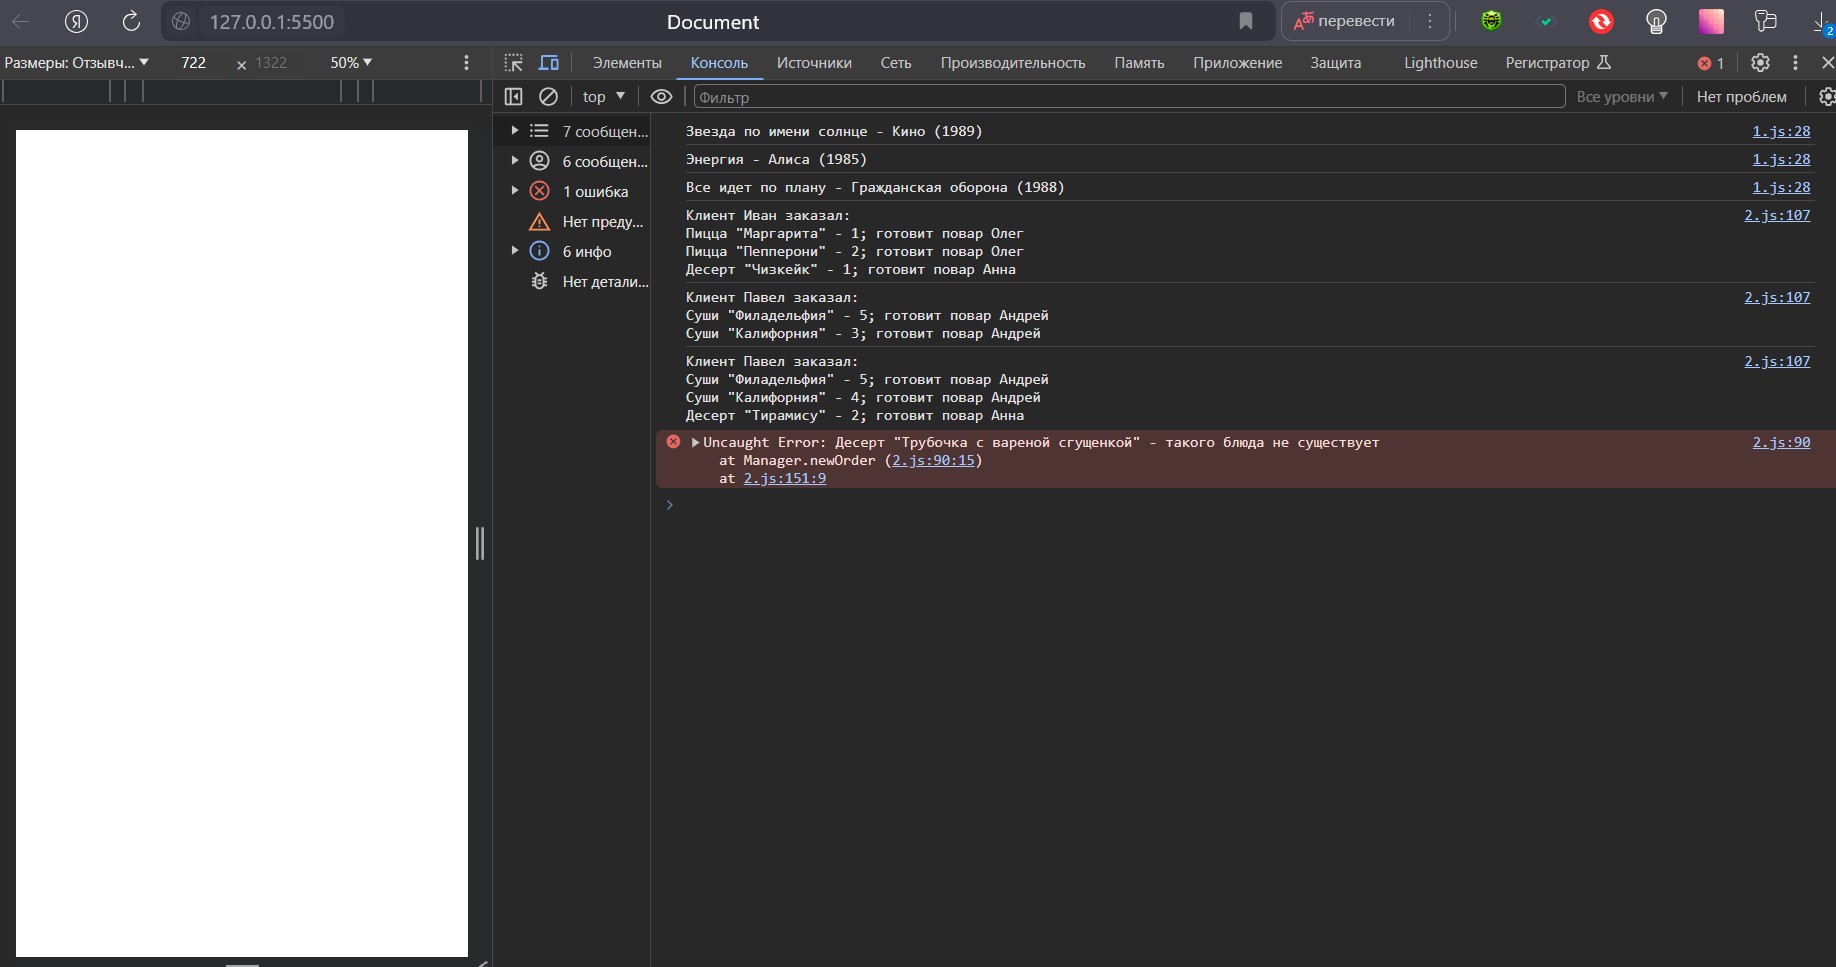 Я
127.0.0.1:5500
Document
перевести
2
Размеры: Отзывч...
722
×
1322
50%
Элементы
Консоль
Источники
Сеть
Производительность
Память
Приложение
Защита
Lighthouse
Регистратор
1
top
Фильтр
Все уровни
Нет проблем
7 сообщен...
6 сообщен...
1 ошибка
Нет преду...
6 инфо
Нет детали...
Звезда по имени солнце - Кино (1989) 1.js:28
Энергия - Алиса (1985) 1.js:28
Все идет по плану - Гражданская оборона (1988) 1.js:28
Клиент Иван заказал: 2.js:107
Пицца "Маргарита" - 1; готовит повар Олег
Пицца "Пепперони" - 2; готовит повар Олег
Десерт "Чизкейк" - 1; готовит повар Анна
Клиент Павел заказал: 2.js:107
Суши "Филадельфия" - 5; готовит повар Андрей
Суши "Калифорния" - 3; готовит повар Андрей
Клиент Павел заказал: 2.js:107
Суши "Филадельфия" - 5; готовит повар Андрей
Суши "Калифорния" - 4; готовит повар Андрей
Десерт "Тирамису" - 2; готовит повар Анна
Uncaught Error: Десерт "Трубочка с вареной сгущенкой" - такого блюда не существует 2.js:90
at Manager.newOrder (2.js:90:15)
at 2.js:151:9